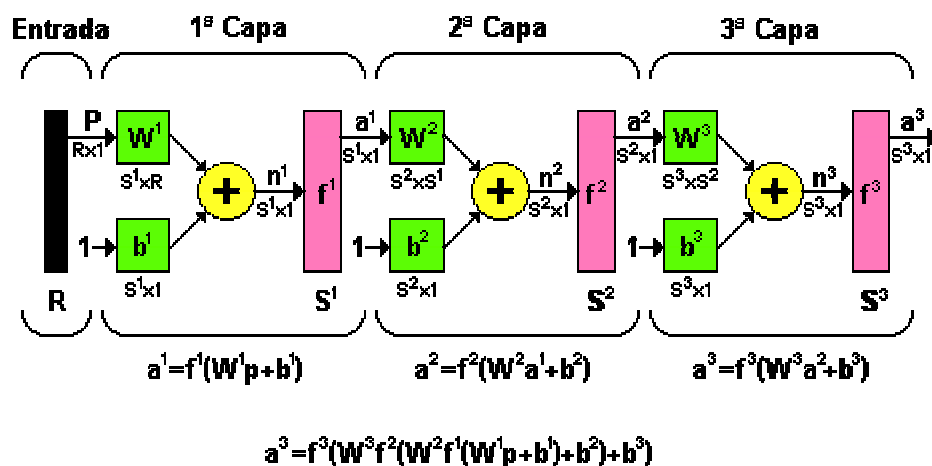 Entrada 1ª Capa 2ª Capa 3ª Capa
P a¹ a² a³
W¹ W² W³
Rx1 S¹x1 S²x1 S³x1
S¹xR S²xS¹ S³xS²
+ n¹ f¹ + n² f² + n³ f³
S¹x1 S²x1 S³x1
1 b¹ 1 b² 1 b³
S¹x1 S²x1 S³x1
R S¹ S² S³
a¹=f¹(W¹p+b¹) a²=f²(W²a¹+b²) a³=f³(W³a²+b³)
a³=f³(W³f²(W²f¹(W¹p+b¹)+b²)+b³)